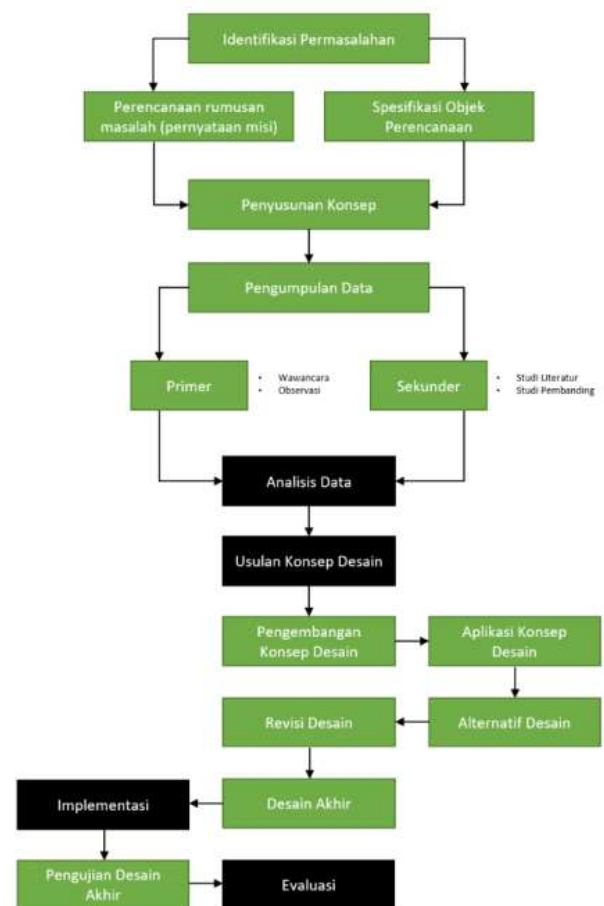 Identifikasi Permasalahan
Perencanaan rumusan
masalah (pernyataan misi)
Spesifikasi Objek
Perencanaan
Penyusunan Konsep
Pengumpulan Data
Primer
• Wawancara
• Observasi
Sekunder
• Studi Literatur
• Studi Pembanding
Analisis Data
Usulan Konsep Desain
Pengembangan
Konsep Desain
Aplikasi Konsep
Desain
Revisi Desain
Alternatif Desain
Implementasi
Desain Akhir
Pengujian Desain
Akhir
Evaluasi